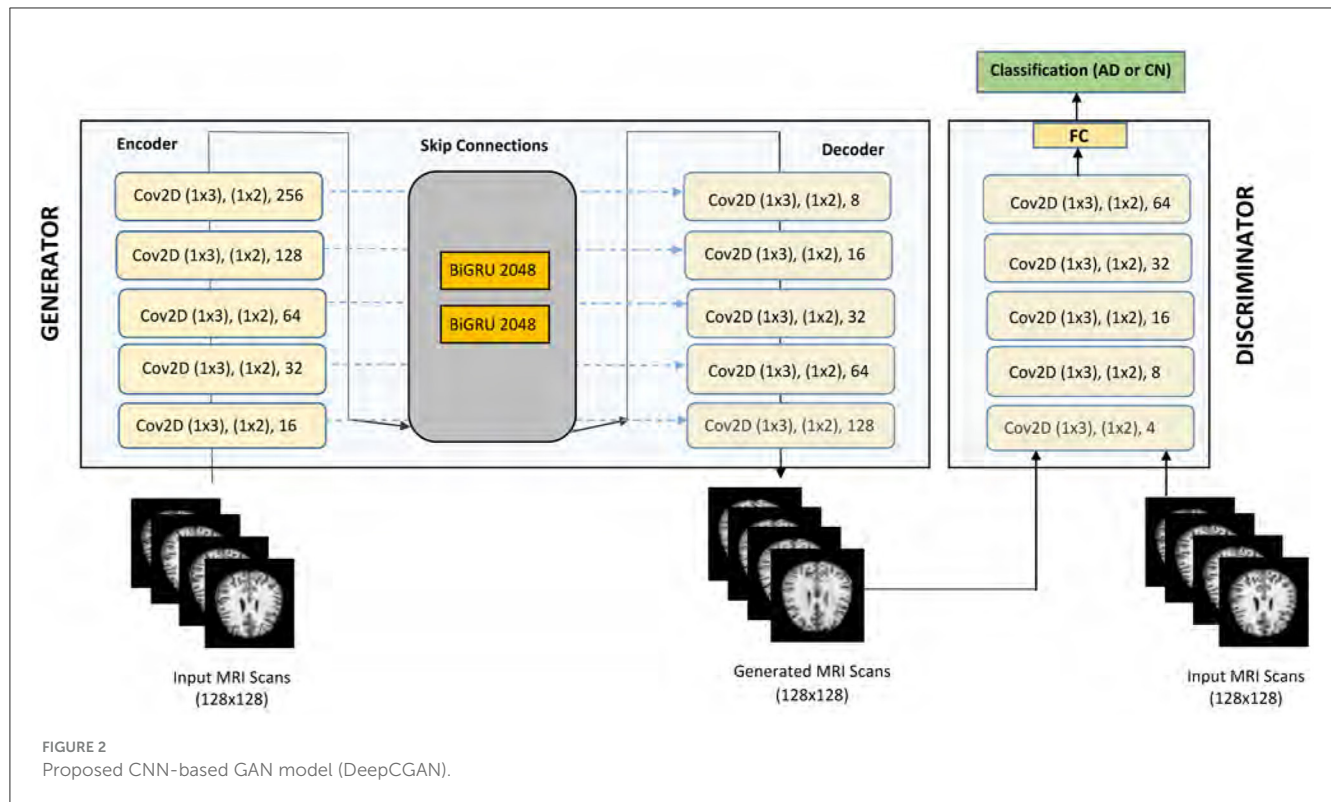 Classification (AD or CN)
GENERATOR
Encoder
Skip Connections
Decoder
FC
Cov2D (1x3), (1x2), 256
Cov2D (1x3), (1x2), 128
Cov2D (1x3), (1x2), 64
Cov2D (1x3), (1x2), 32
Cov2D (1x3), (1x2), 16
BiGRU 2048
BiGRU 2048
Cov2D (1x3), (1x2), 8
Cov2D (1x3), (1x2), 16
Cov2D (1x3), (1x2), 32
Cov2D (1x3), (1x2), 64
Cov2D (1x3), (1x2), 128
Cov2D (1x3), (1x2), 64
Cov2D (1x3), (1x2), 32
Cov2D (1x3), (1x2), 16
Cov2D (1x3), (1x2), 8
Cov2D (1x3), (1x2), 4
DISCRIMINATOR
Input MRI Scans
(128x128)
Generated MRI Scans
(128x128)
Input MRI Scans
(128x128)
FIGURE 2
Proposed CNN-based GAN model (DeepCGAN).